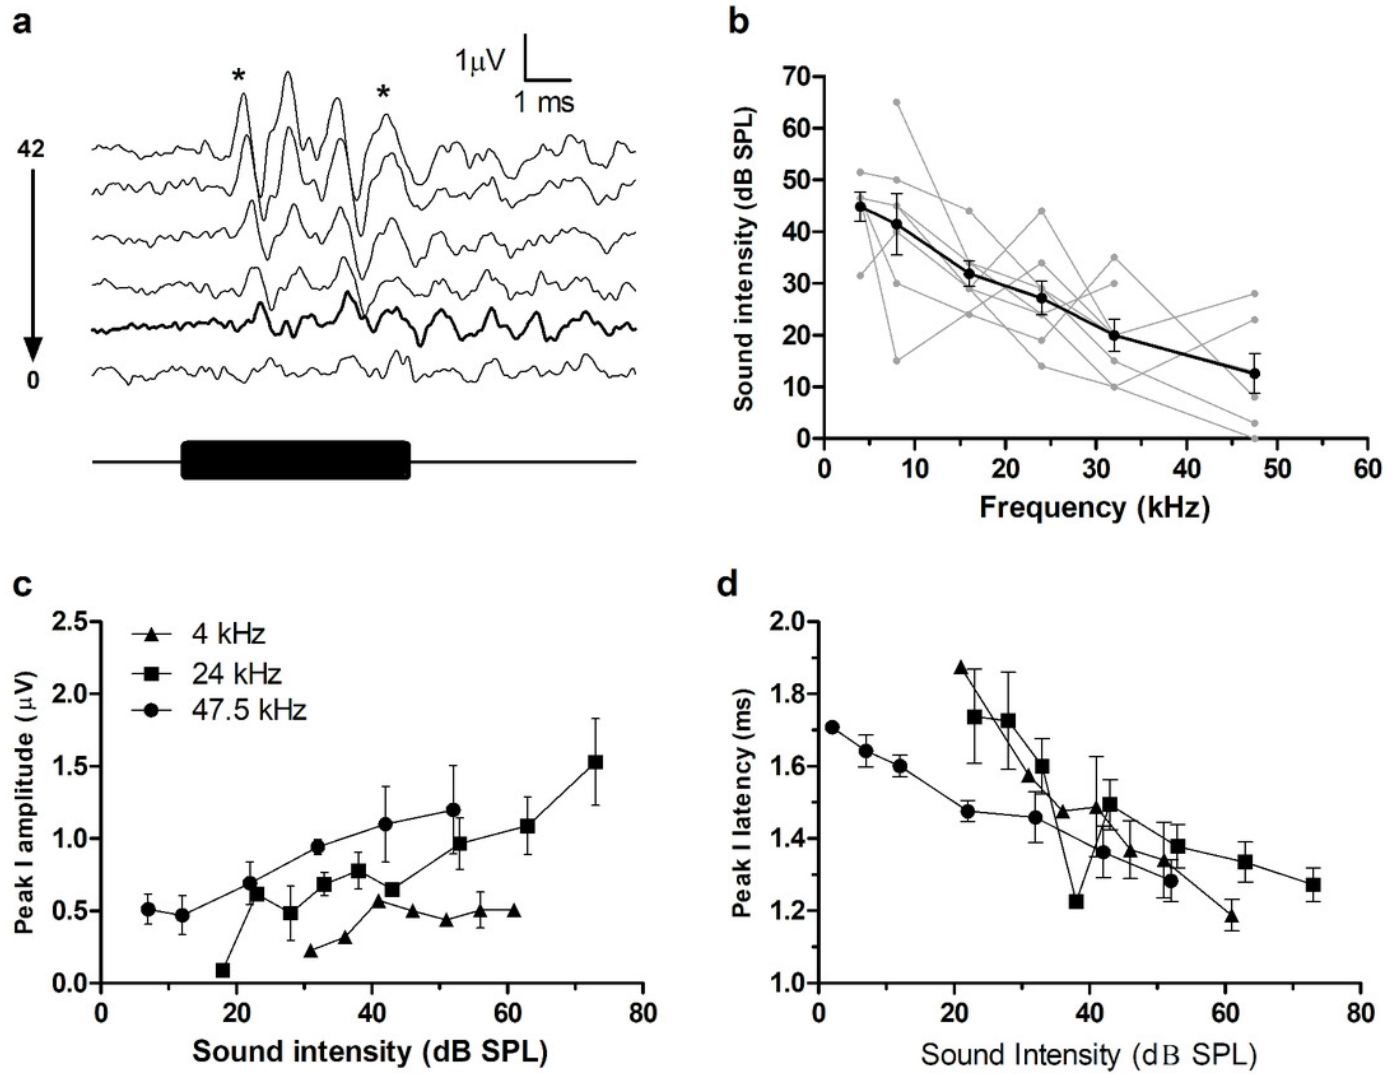 a
*
*
1μV
1 ms
42
0
b
Sound intensity (dB SPL)
70
60
50
40
30
20
10
0
0 10 20 30 40 50 60
Frequency (kHz)
c
Peak I amplitude (μV)
2.5
2.0
1.5
1.0
0.5
0.0
4 kHz
24 kHz
47.5 kHz
0 20 40 60 80
Sound intensity (dB SPL)
d
Peak I latency (ms)
2.0
1.8
1.6
1.4
1.2
1.0
0 20 40 60 80
Sound Intensity (dB SPL)